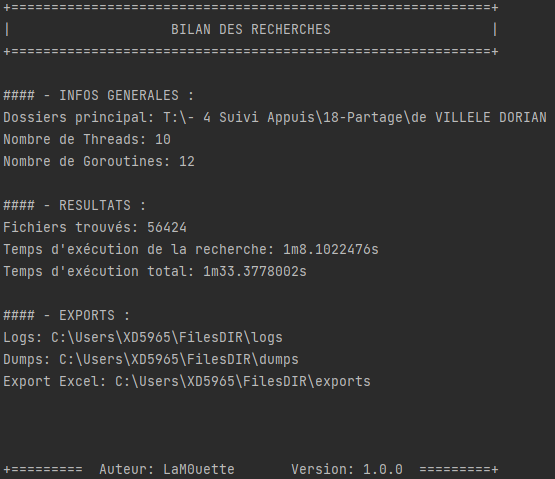 +============================================================+
|                    BILAN DES RECHERCHES                    |
+============================================================+
#### - INFOS GENERALES :
Dossiers principal: T:\- 4 Suivi Appuis\18-Partage\de VILLELE DORIAN
Nombre de Threads: 10
Nombre de Goroutines: 12
#### - RESULTATS :
Fichiers trouvés: 56424
Temps d'exécution de la recherche: 1m8.1022476s
Temps d'exécution total: 1m33.3778002s
#### - EXPORTS :
Logs: C:\Users\XD5965\FilesDIR\logs
Dumps: C:\Users\XD5965\FilesDIR\dumps
Export Excel: C:\Users\XD5965\FilesDIR\exports
+=========  Auteur: LaM0uette       Version: 1.0.0  =========+